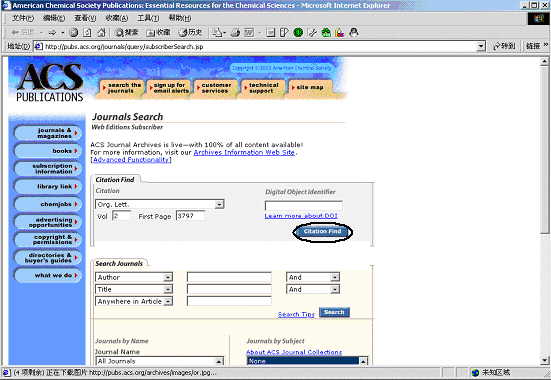 American Chemical Society Publications: Essential Resources for the Chemical Sciences - Microsoft Internet Explorer
文件(F) 编辑(E) 查看(V) 收藏(A) 工具(T) 帮助(H)
后退 搜索 收藏 历史
地址(D) http://pubs.acs.org/journals/query/subscriberSearch.jsp 转到 链接 »
Copyright ©2003 American Chemical Society
ACS
PUBLICATIONS
search the journals
sign up for email alerts
customer services
technical support
site map
journals & magazines
books
subscription information
library link
chemjobs
advertising opportunities
copyright & permissions
directories & buyer's guides
what we do
Journals Search
Web Editions Subscriber
ACS Journal Archives is live—with 100% of all content available!
For more information, visit our Archives Information Web Site.
[Advanced Functionality]
Citation Find
Citation Digital Object Identifier
Org. Lett.
Vol 2 First Page 3797 Learn more about DOI
Citation Find
Search Journals
Author And
Title And
Anywhere in Article
Search Tips Search
Journals by Name Journals by Subject
Journal Name About ACS Journal Collections
All Journals None
(4 项剩余) 正在下载图片 http://pubs.acs.org/archives/images/or.jpg... 未知区域